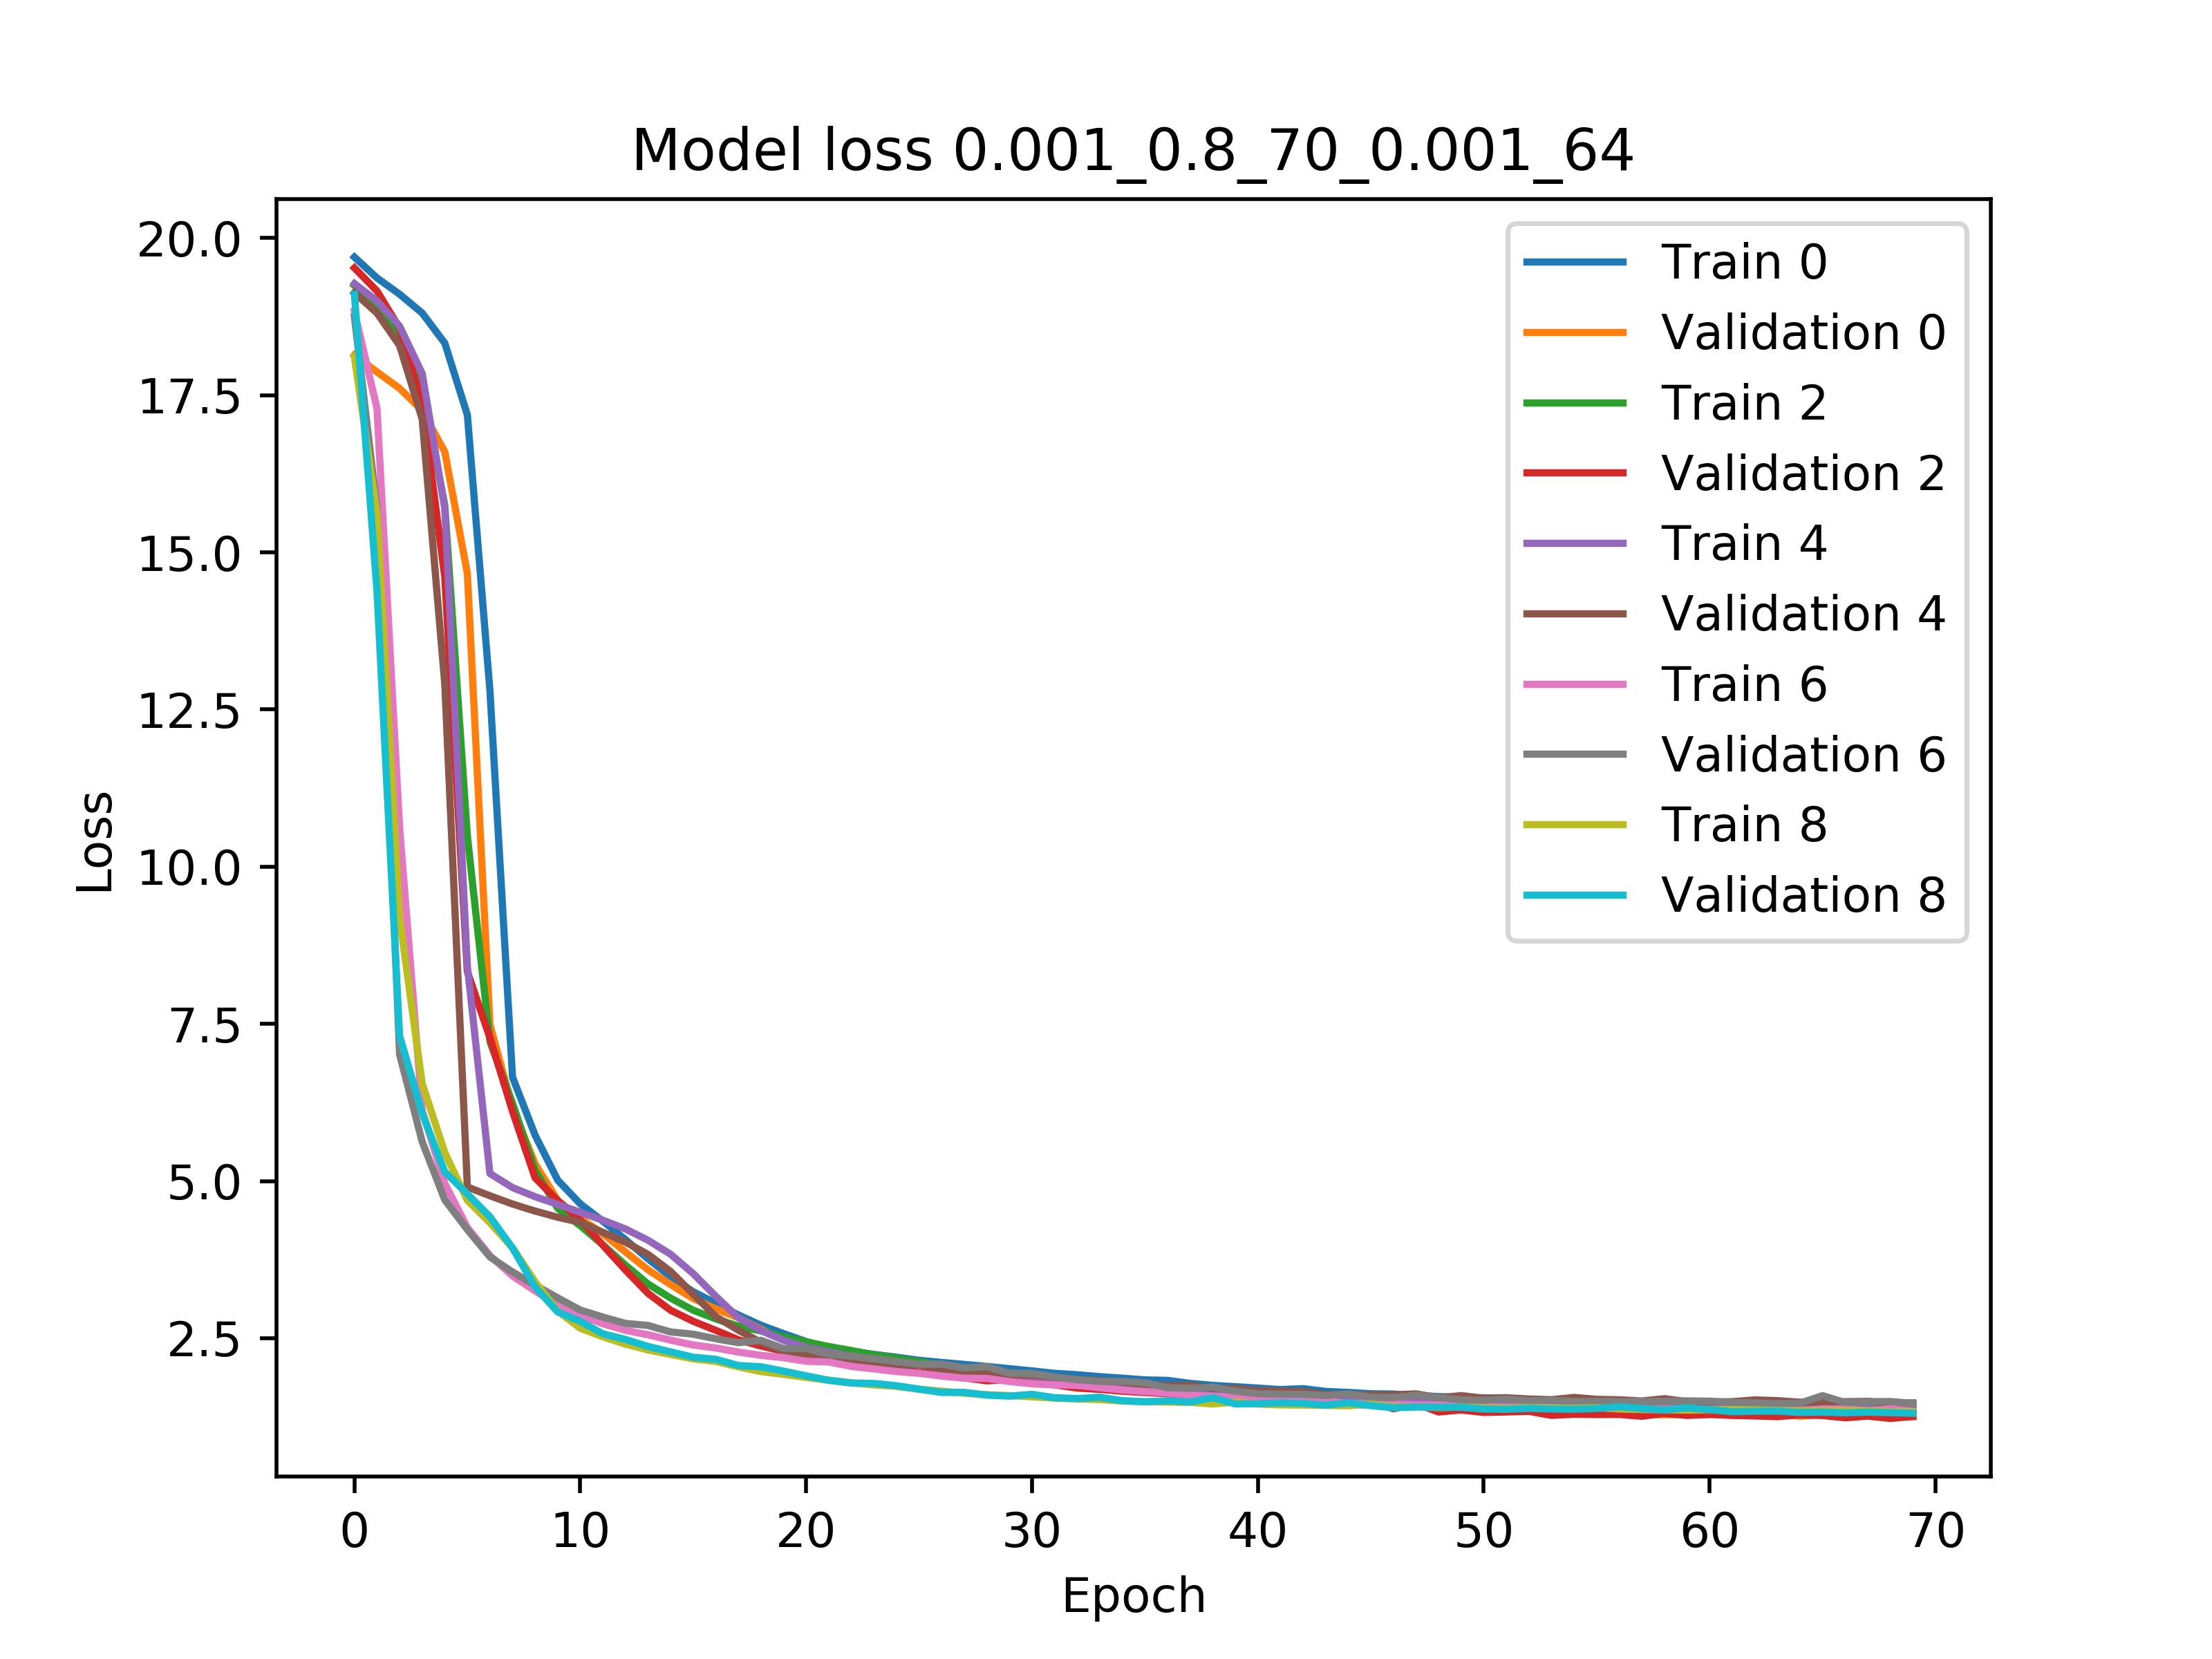 Model loss 0.001_0.8_70_0.001_64
20.0
17.5
15.0
12.5
10.0
7.5
5.0
2.5
Loss
Train 0
Validation 0
Train 2
Validation 2
Train 4
Validation 4
Train 6
Validation 6
Train 8
Validation 8
0 10 20 30 40 50 60 70
Epoch